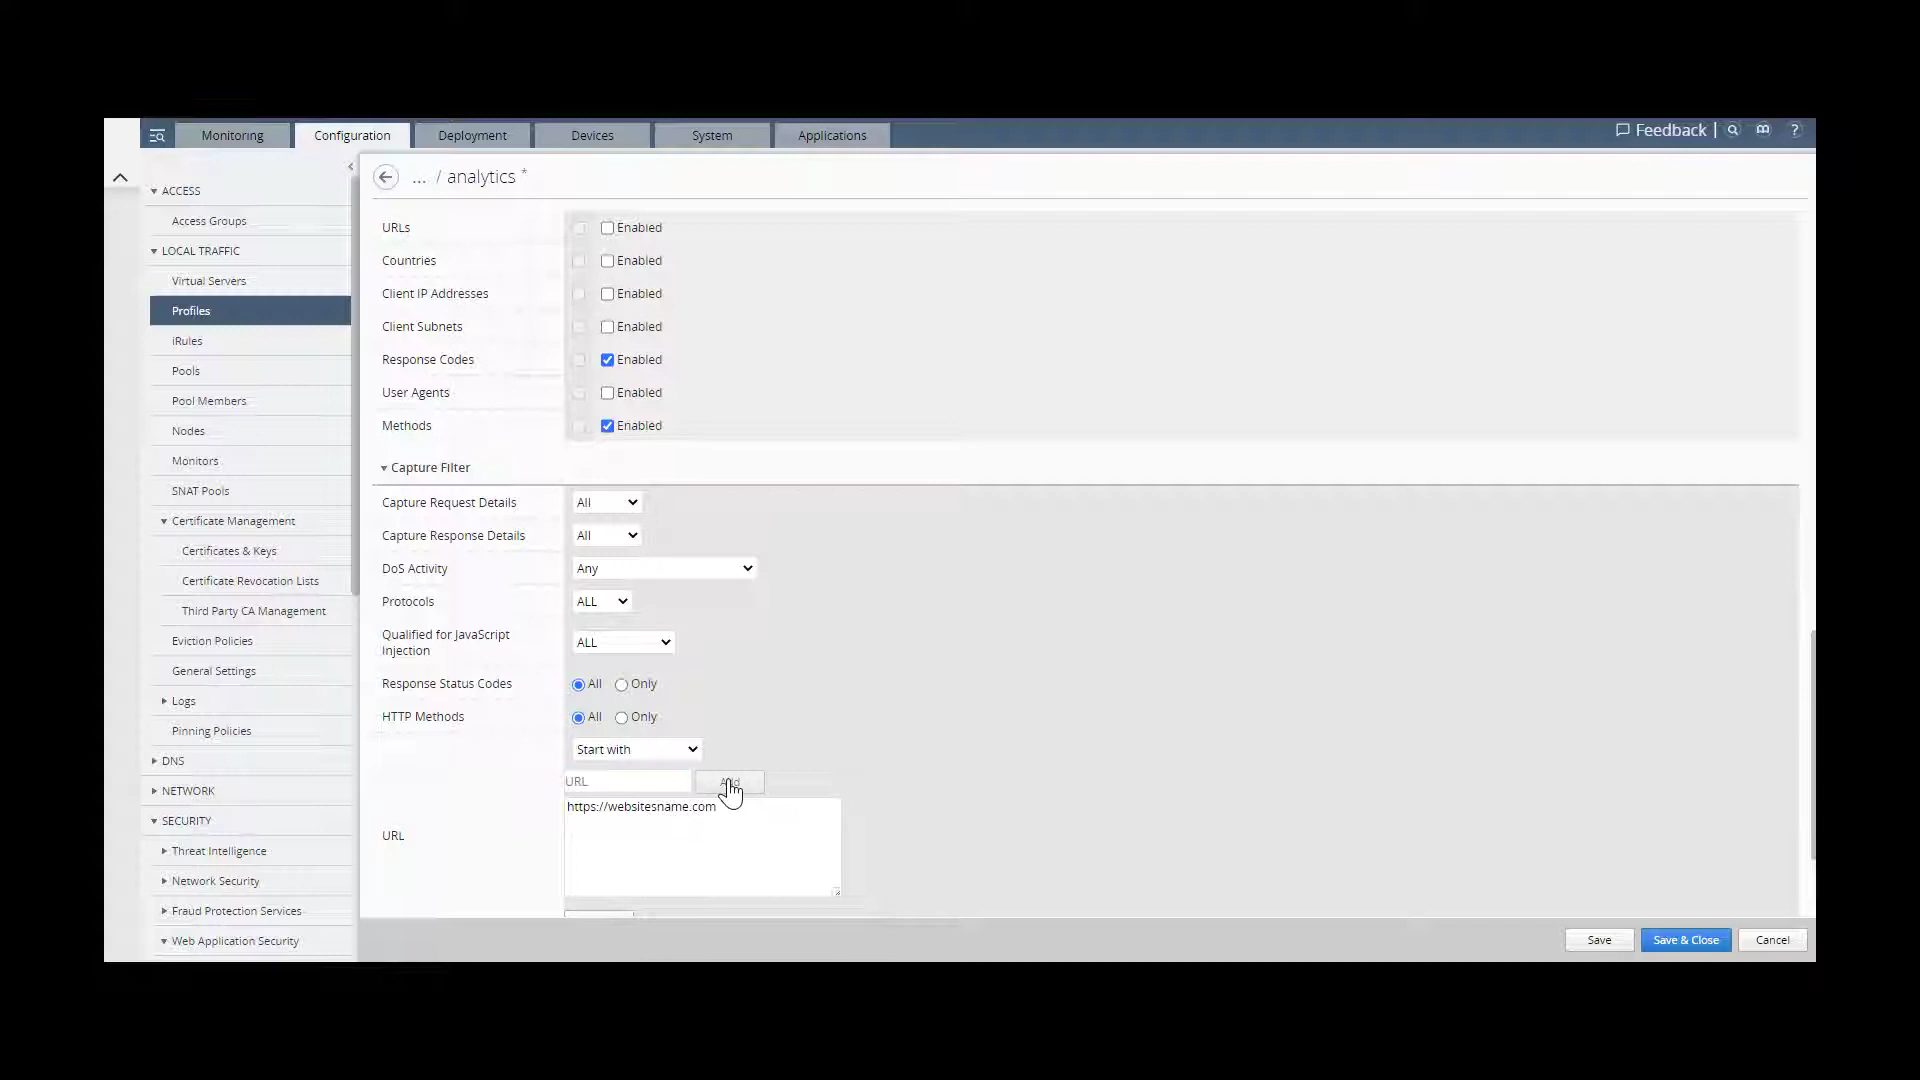 Monitoring
Configuration
Deployment
Devices
System
Applications
Feedback
?
... / analytics *
ACCESS
Access Groups
LOCAL TRAFFIC
Virtual Servers
Profiles
iRules
Pools
Pool Members
Nodes
Monitors
SNAT Pools
Certificate Management
Certificates & Keys
Certificate Revocation Lists
Third Party CA Management
Eviction Policies
General Settings
Logs
Pinning Policies
DNS
NETWORK
SECURITY
Threat Intelligence
Network Security
Fraud Protection Services
Web Application Security
URLs Enabled
Countries Enabled
Client IP Addresses Enabled
Client Subnets Enabled
Response Codes Enabled
User Agents Enabled
Methods Enabled
Capture Filter
Capture Request Details All
Capture Response Details All
DoS Activity Any
Protocols ALL
Qualified for JavaScript
Injection
ALL
Response Status Codes All Only
HTTP Methods All Only
Start with
URL Add
https://websitesname.com
URL
Save
Save & Close
Cancel